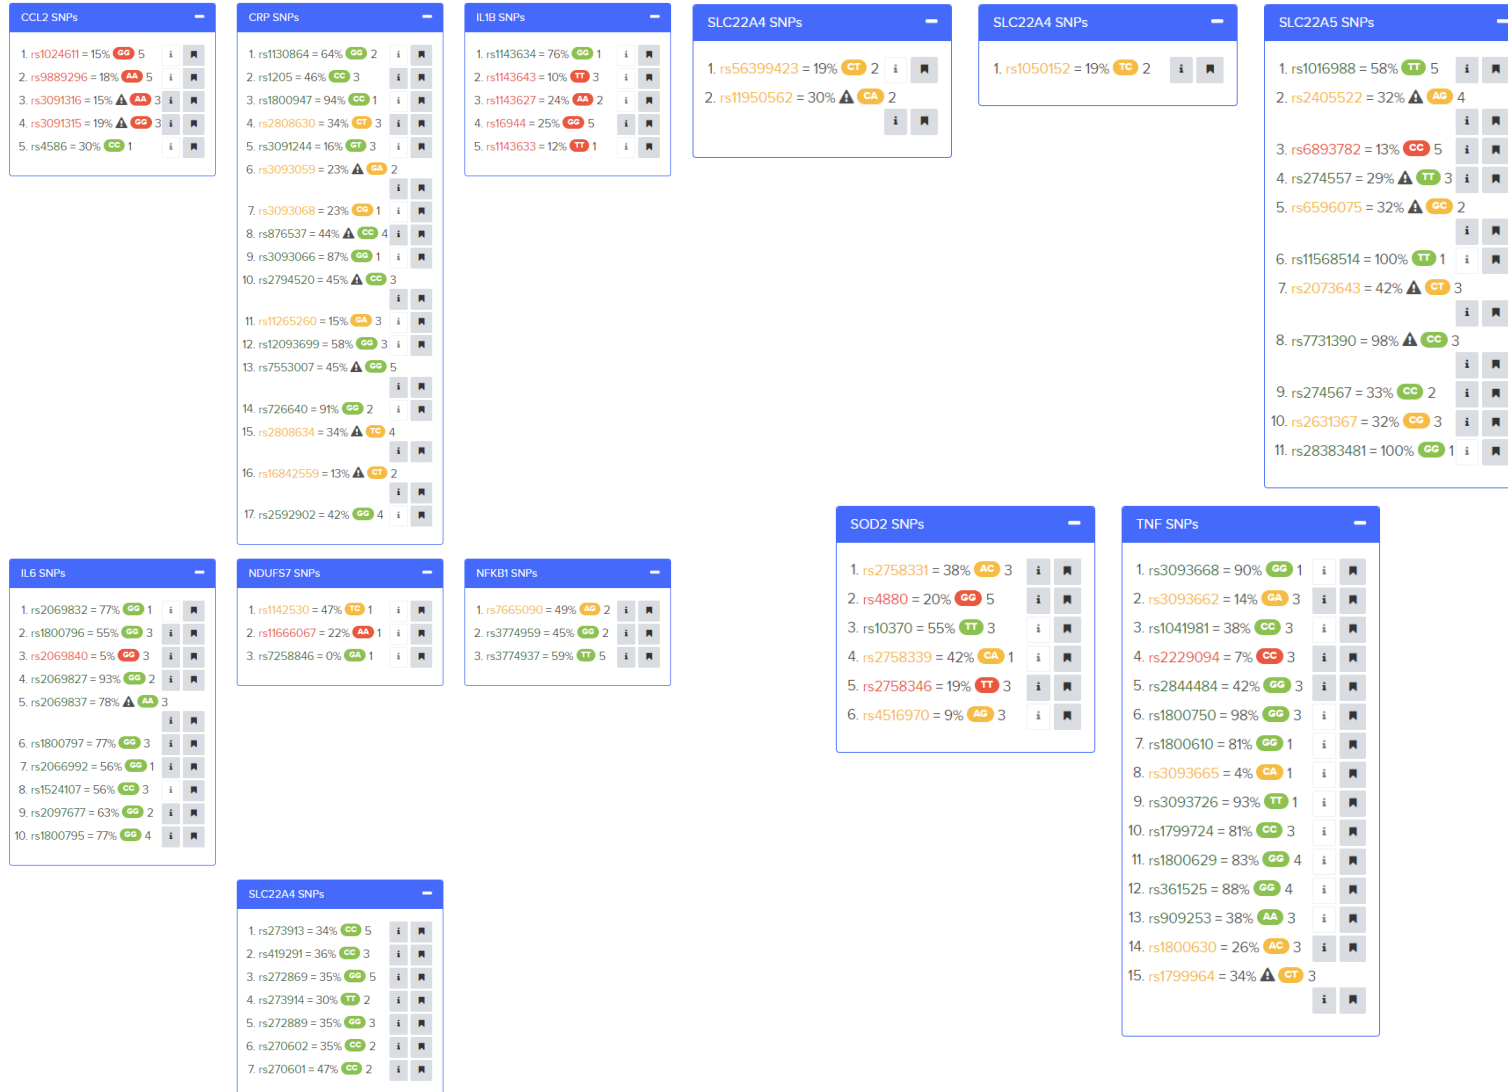 CCL2 SNPs
1. rs1024611 = 15% GG 5
2. rs9889296 = 18% AA 5
3. rs3091316 = 15% AA 3
4. rs3091315 = 19% GG 3
5. rs4586 = 30% CC 1
CRP SNPs
1. rs1130864 = 64% GG 2
2. rs1205 = 46% CC 3
3. rs1800947 = 94% CC 1
4. rs2808630 = 34% CT 3
5. rs3091244 = 16% GT 3
6. rs3093059 = 23% GA 2
7. rs3093068 = 23% CG 1
8. rs876537 = 44% CC 4
9. rs3093066 = 87% GG 1
10. rs2794520 = 45% CC 3
11. rs11265260 = 15% GA 3
12. rs12093699 = 58% GG 3
13. rs7553007 = 45% GG 5
14. rs726640 = 91% GG 2
15. rs2808634 = 34% TC 4
16. rs16842559 = 13% CT 2
17. rs2592902 = 42% GG 4
IL1B SNPs
1. rs1143634 = 76% GG 1
2. rs1143643 = 10% TT 3
3. rs1143627 = 24% AA 2
4. rs16944 = 25% GG 5
5. rs1143633 = 12% TT 1
SLC22A4 SNPs
1. rs56399423 = 19% CT 2
2. rs11950562 = 30% CA 2
SLC22A4 SNPs
1. rs1050152 = 19% TC 2
SLC22A5 SNPs
1. rs1016988 = 58% TT 5
2. rs2405522 = 32% AG 4
3. rs6893782 = 13% CC 5
4. rs274557 = 29% TT 3
5. rs6596075 = 32% GC 2
6. rs11568514 = 100% TT 1
7. rs2073643 = 42% CT 3
8. rs7731390 = 98% CC 3
9. rs274567 = 33% CC 2
10. rs2631367 = 32% CG 3
11. rs28383481 = 100% GG 1
IL6 SNPs
1. rs2069832 = 77% GG 1
2. rs1800796 = 55% GG 3
3. rs2069840 = 5% GG 3
4. rs2069827 = 93% GG 2
5. rs2069837 = 78% AA 3
6. rs1800797 = 77% GG 3
7. rs2066992 = 56% GG 1
8. rs1524107 = 56% CC 3
9. rs2097677 = 63% GG 2
10. rs1800795 = 77% GG 4
NDUFS7 SNPs
1. rs1142530 = 47% TC 1
2. rs11666067 = 22% AA 1
3. rs7258846 = 0% GA 1
NFKB1 SNPs
1. rs7665090 = 49% AG 2
2. rs3774959 = 45% GG 2
3. rs3774937 = 59% TT 5
SOD2 SNPs
1. rs2758331 = 38% AC 3
2. rs4880 = 20% GG 5
3. rs10370 = 55% TT 3
4. rs2758339 = 42% CA 1
5. rs2758346 = 19% TT 3
6. rs4516970 = 9% AG 3
TNF SNPs
1. rs3093668 = 90% GG 1
2. rs3093662 = 14% GA 3
3. rs1041981 = 38% CC 3
4. rs2229094 = 7% CC 3
5. rs2844484 = 42% GG 3
6. rs1800750 = 98% GG 3
7. rs1800610 = 81% GG 1
8. rs3093665 = 4% CA 1
9. rs3093726 = 93% TT 1
10. rs1799724 = 81% CC 3
11. rs1800629 = 83% GG 4
12. rs361525 = 88% GG 4
13. rs909253 = 38% AA 3
14. rs1800630 = 26% AC 3
15. rs1799964 = 34% CT 3
SLC22A4 SNPs
1. rs273913 = 34% CC 5
2. rs419291 = 36% CC 3
3. rs272869 = 35% GG 5
4. rs273914 = 30% TT 2
5. rs272889 = 35% GG 3
6. rs270602 = 35% CC 2
7. rs270601 = 47% CC 2